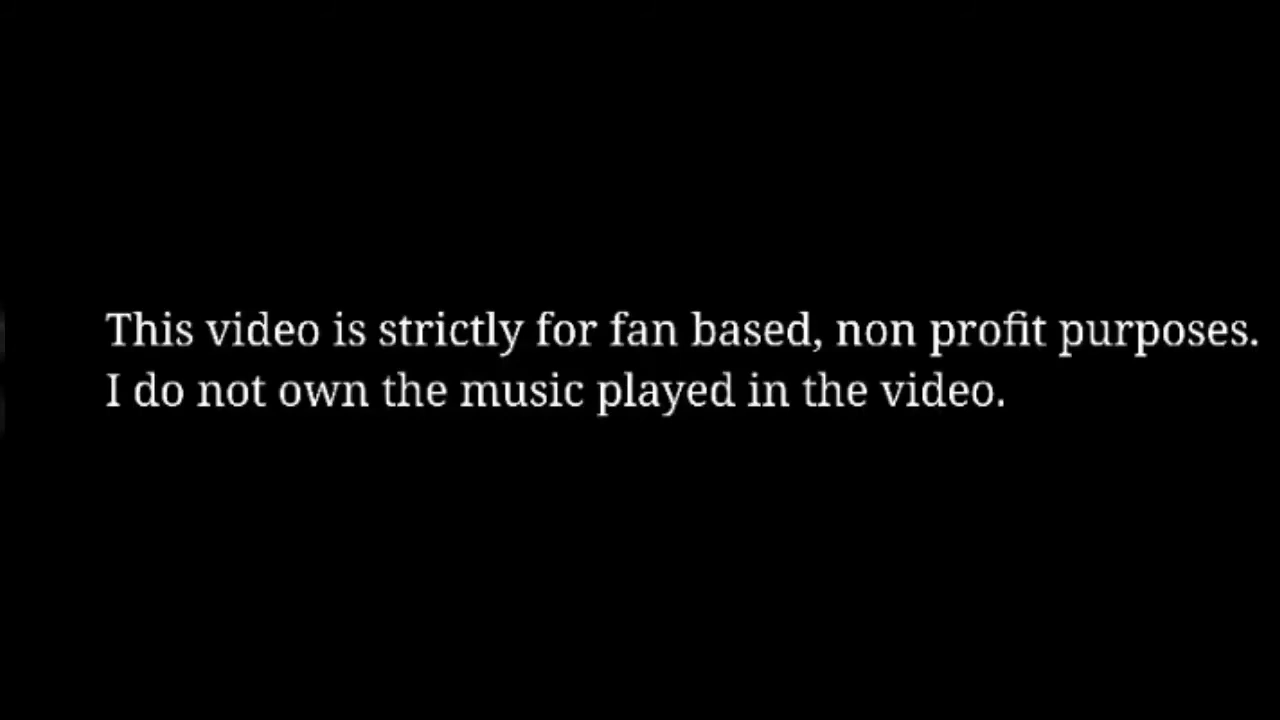 This video is strictly for fan based, non profit purposes.
I do not own the music played in the video.